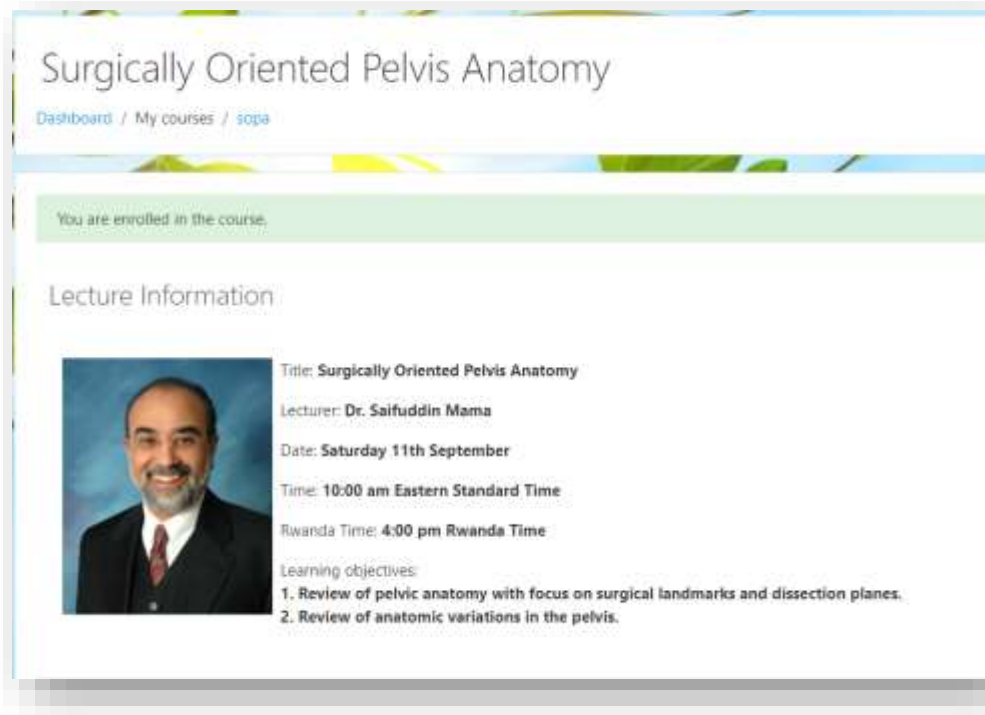 Surgically Oriented Pelvis Anatomy
Dashboard / My courses / sopa
You are enrolled in the course.
Lecture Information
Title: Surgically Oriented Pelvis Anatomy
Lecturer: Dr. Saifuddin Mama
Date: Saturday 11th September
Time: 10:00 am Eastern Standard Time
Rwanda Time: 4:00 pm Rwanda Time
Learning objectives:
1. Review of pelvic anatomy with focus on surgical landmarks and dissection planes.
2. Review of anatomic variations in the pelvis.